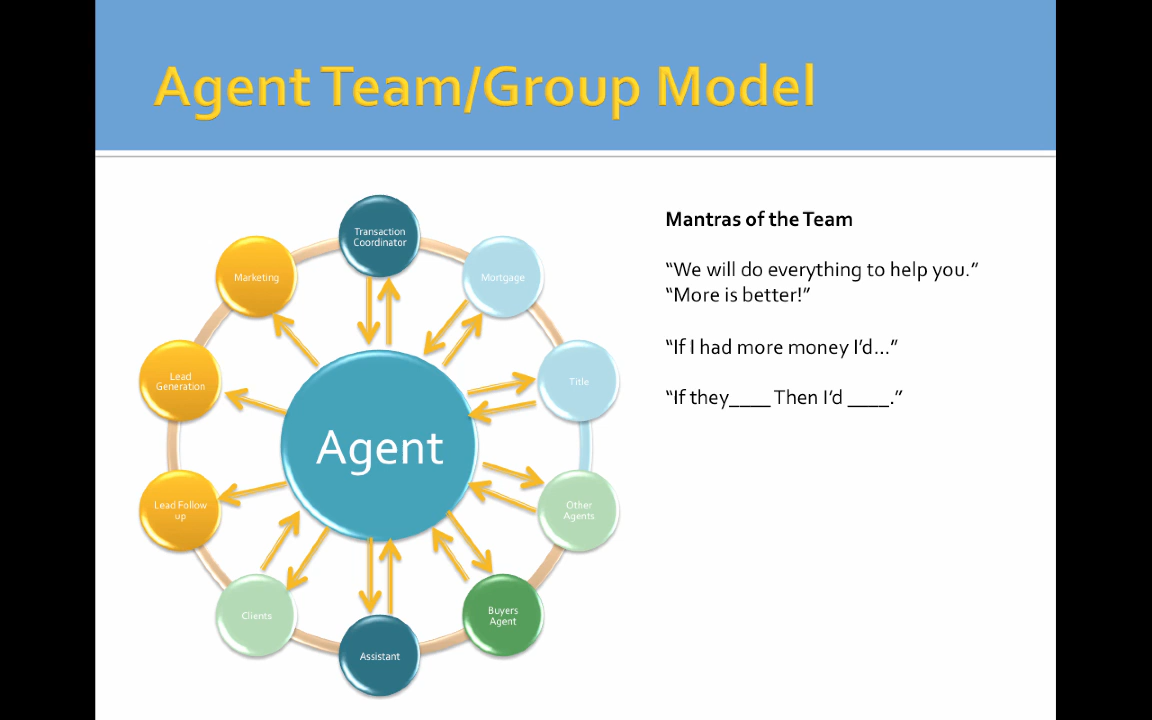 Agent Team/Group Model
Transaction
Coordinator
Mortgage
Title
Other
Agents
Buyers
Agent
Assistant
Clients
Lead Follow
up
Lead
Generation
Marketing
Agent
Mantras of the Team
“We will do everything to help you.”
“More is better!”
“If I had more money I’d…”
“If they____ Then I’d ____.”